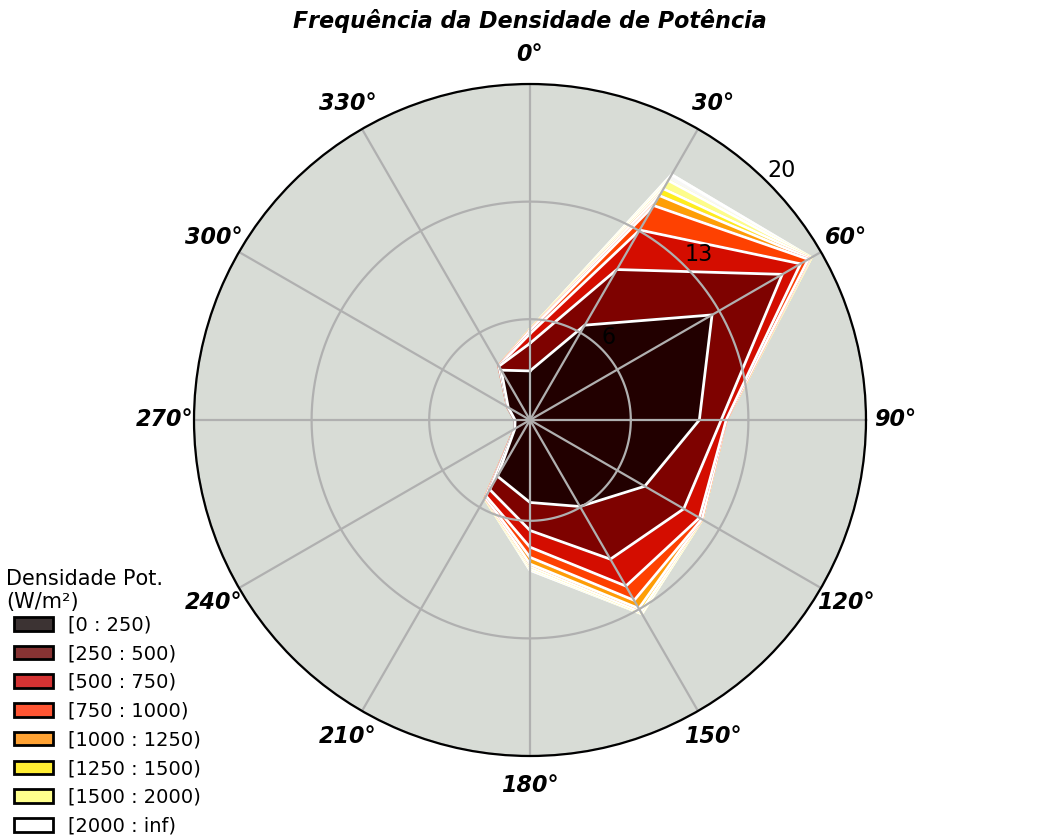 Frequência da Densidade de Potência
0°
330°
30°
20
300°
60°
13
6
270°
90°
240°
120°
210°
150°
180°
Densidade Pot.
(W/m²)
[0 : 250)
[250 : 500)
[500 : 750)
[750 : 1000)
[1000 : 1250)
[1250 : 1500)
[1500 : 2000)
[2000 : inf)